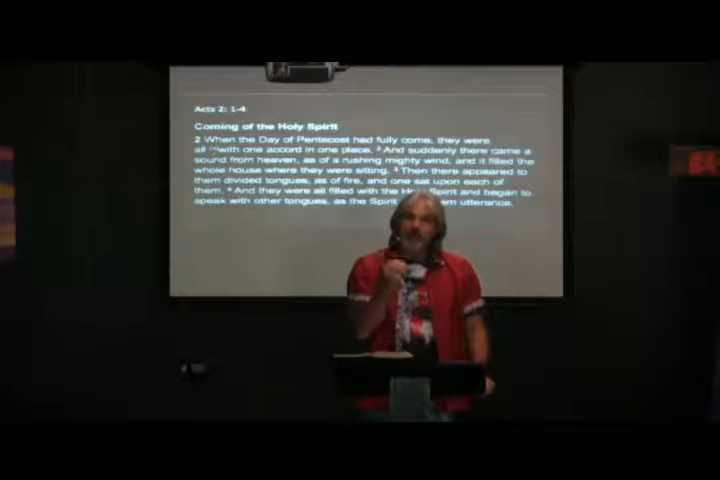 Acts 2: 1-4
Coming of the Holy Spirit
2 When the Day of Pentecost had fully come, they were
all with one accord in one place. 2 And suddenly there came a
sound from heaven, as of a rushing mighty wind, and it filled the
whole house where they were sitting. 3 Then there appeared to
them divided tongues, as of fire, and one sat upon each of
them. 4 And they were all filled with the Ho Spirit and began to
speak with other tongues, as the Spirit em utterance.